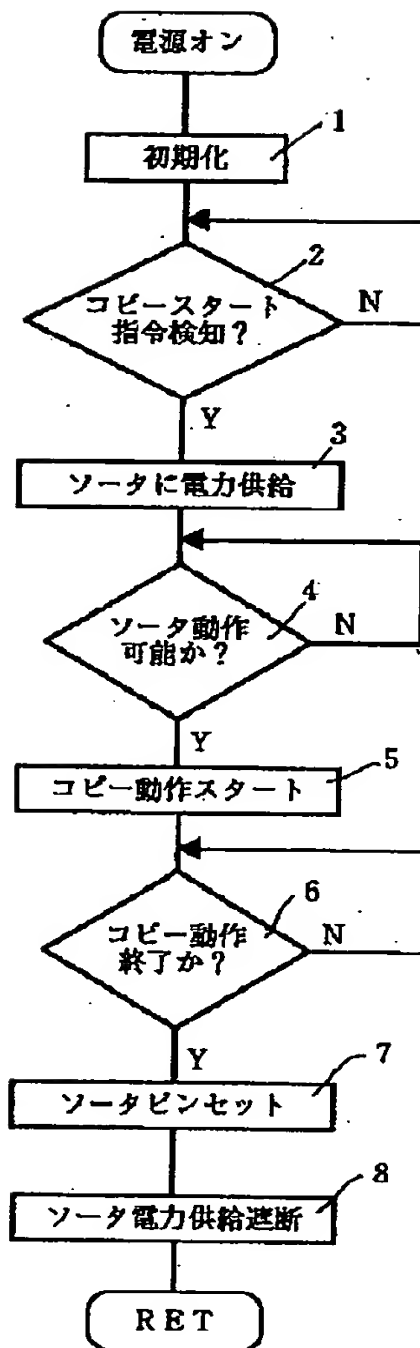 電源オン
1
初期化
2
コピースタート
指令検知?
N
Y
3
ソータに電力供給
4
ソータ動作
可能か?
N
Y
5
コピー動作スタート
6
コピー動作
終了か?
N
Y
7
ソータビンセット
8
ソータ電力供給遮断
RET